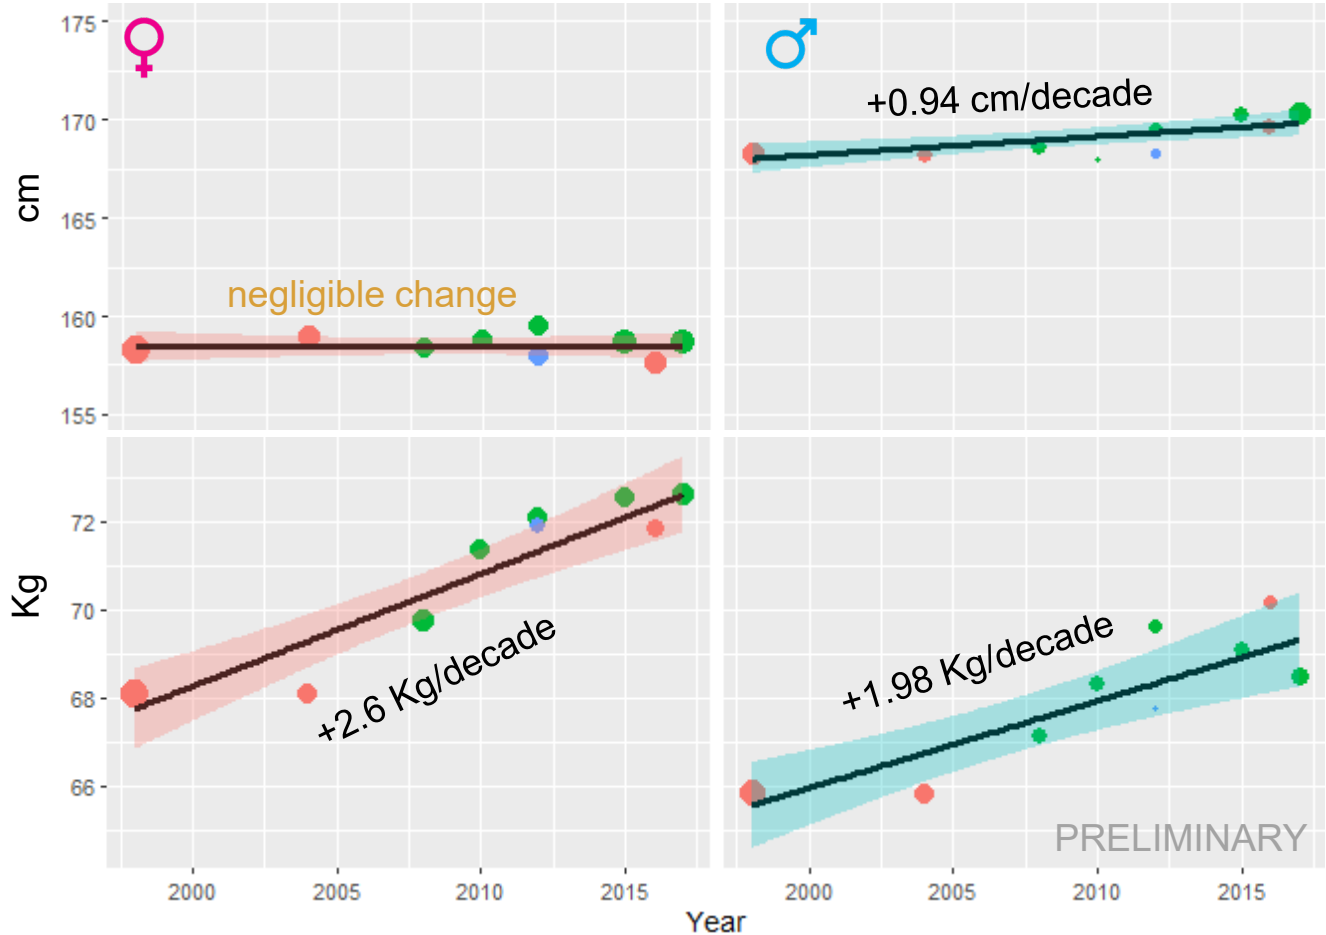 175
170
165
160
155
cm
negligible change
+0.94 cm/decade
72
70
68
66
Kg
+2.6 Kg/decade
+1.98 Kg/decade
PRELIMINARY
2000
2005
2010
2015
2000
2005
2010
2015
Year